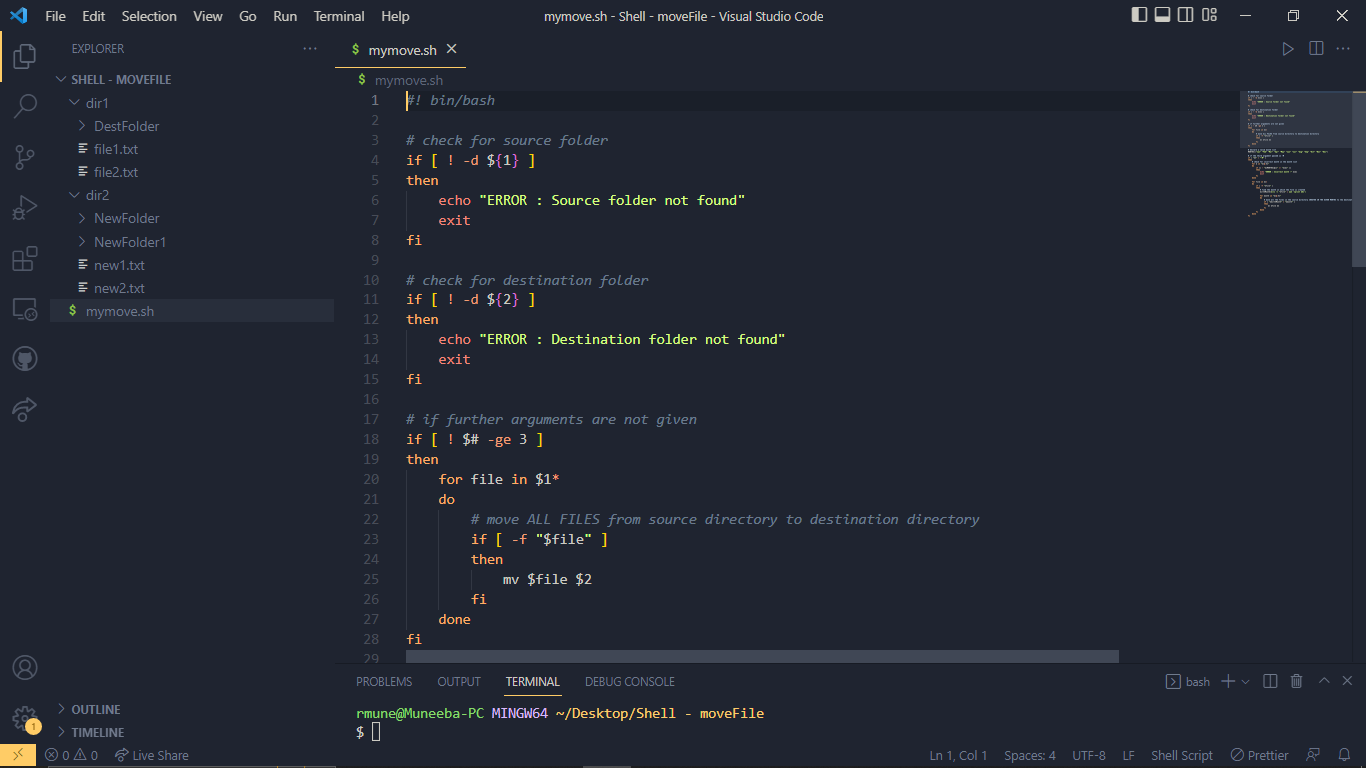 File Edit Selection View Go Run Terminal Help mymove.sh - Shell - moveFile - Visual Studio Code
EXPLORER
SHELL - MOVEFILE
dir1
DestFolder
file1.txt
file2.txt
dir2
NewFolder
NewFolder1
new1.txt
new2.txt
$ mymove.sh
OUTLINE
TIMELINE
1
$ mymove.sh
$ mymove.sh
1 #! bin/bash
2
3 # check for source folder
4 if [ ! -d ${1} ]
5 then
6 echo "ERROR : Source folder not found"
7 exit
8 fi
9
10 # check for destination folder
11 if [ ! -d ${2} ]
12 then
13 echo "ERROR : Destination folder not found"
14 exit
15 fi
16
17 # if further arguments are not given
18 if [ ! $# -ge 3 ]
19 then
20 for file in $1*
21 do
22 # move ALL FILES from source directory to destination directory
23 if [ -f "$file" ]
24 then
25 mv $file $2
26 fi
27 done
28 fi
29
PROBLEMS OUTPUT TERMINAL DEBUG CONSOLE bash
rmune@Muneeba-PC MINGW64 ~/Desktop/Shell - moveFile
$
0 0 Live Share Ln 1, Col 1 Spaces: 4 UTF-8 LF Shell Script Prettier